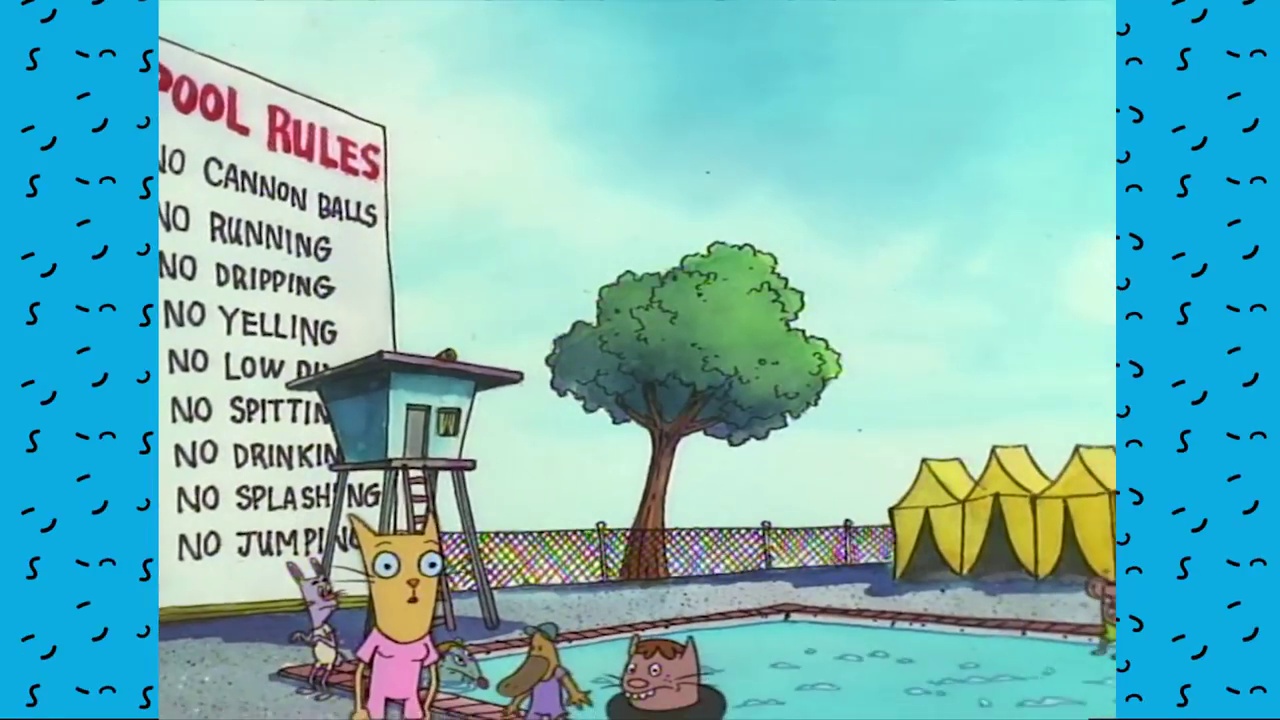 POOL RULES
NO CANNON BALLS
NO RUNNING
NO DRIPPING
NO YELLING
NO LOW
NO SPITTIN
NO DRINKIN
NO SPLASHING
NO JUMPING